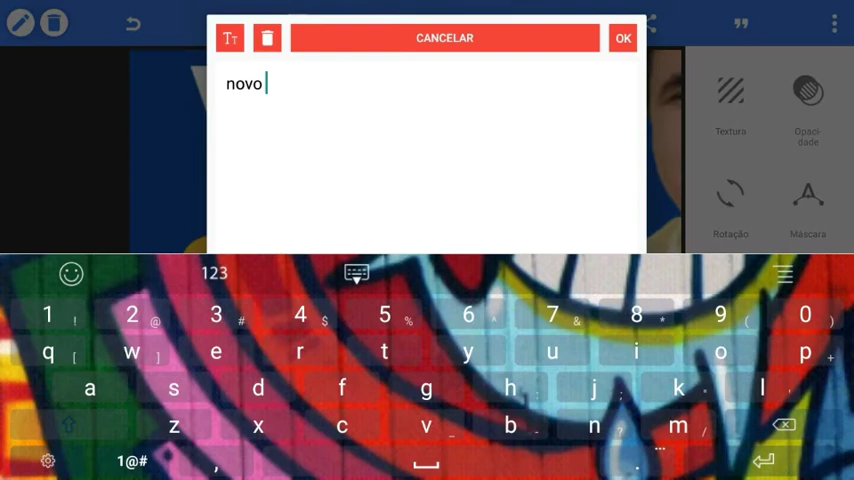 TT CANCELAR OK
novo
Textura Opaci-
dade
Rotação Máscara
123
1 ! 2 @ 3 # 4 $ 5 % 6 ^ 7 & 8 * 9 ( 0 )
q [ w ] e r t y u i o p +
a s d f g h : j ; k * l '
z x c v _ b - n ? m /
1@# , . ...